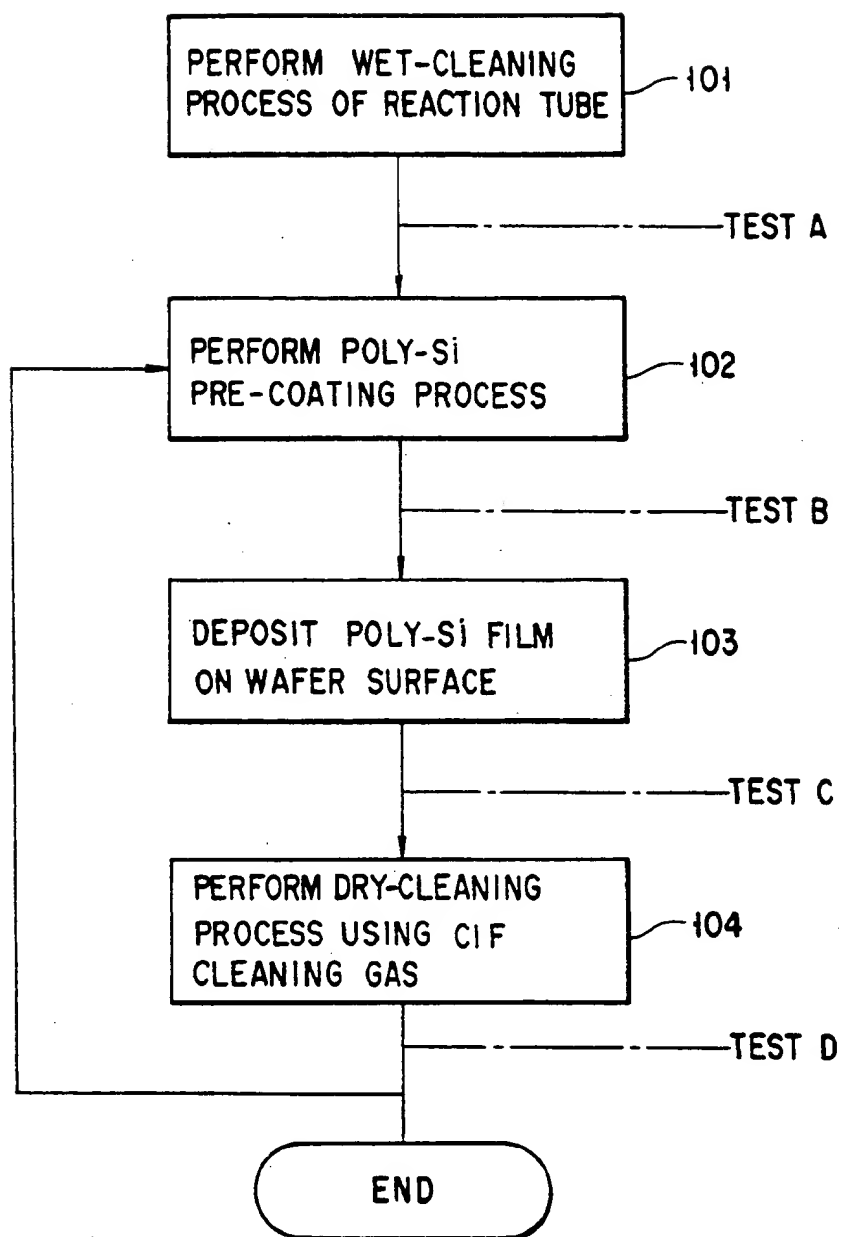 PERFORM WET-CLEANING
PROCESS OF REACTION TUBE
101
TEST A
PERFORM POLY-Si
PRE-COATING PROCESS
102
TEST B
DEPOSIT POLY-Si FILM
ON WAFER SURFACE
103
TEST C
PERFORM DRY-CLEANING
PROCESS USING ClF
CLEANING GAS
104
TEST D
END